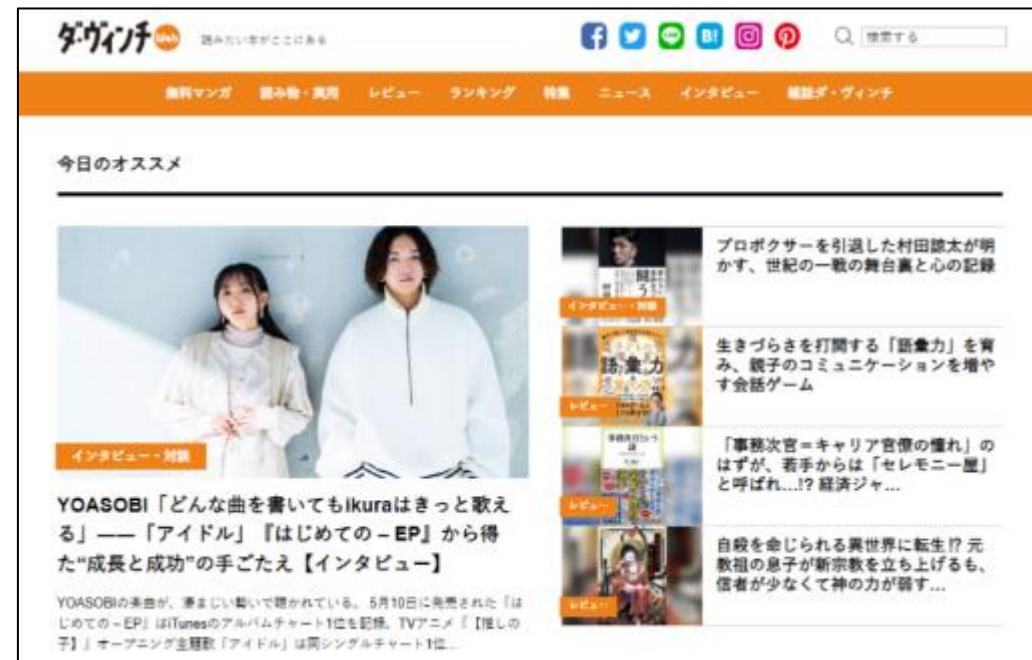 ダ・ヴィンチWeb
読みたい本がここにある
検索する
無料マンガ 読み物・実用 レビュー ランキング 特集 ニュース インタビュー 雑誌ダ・ヴィンチ
今日のオススメ
インタビュー・対談
YOASOBI「どんな曲を書いてもikuraはきっと歌え
る」――「アイドル」『はじめての – EP』から得
た“成長と成功”の手ごたえ【インタビュー】
YOASOBIの楽曲が、凄まじい勢いで聴かれている。 5月10日に発売された『は
じめての – EP』はiTunesのアルバムチャート1位を記録。TVアニメ『【推しの
子】』オープニング主題歌「アイドル」は同シングルチャート1位...
インタビュー・対談
プロボクサーを引退した村田諒太が明
かす、世紀の一戦の舞台裏と心の記録
語彙力
レビュー
生きづらさを打開する「語彙力」を育
み、親子のコミュニケーションを増や
す会話ゲーム
レビュー
「事務次官=キャリア官僚の憧れ」の
はずが、若手からは「セレモニー屋」
と呼ばれ...!? 経済ジャ...
レビュー
自殺を命じられる異世界に転生!? 元
教祖の息子が新宗教を立ち上げるも、
信者が少なくて神の力が弱す...